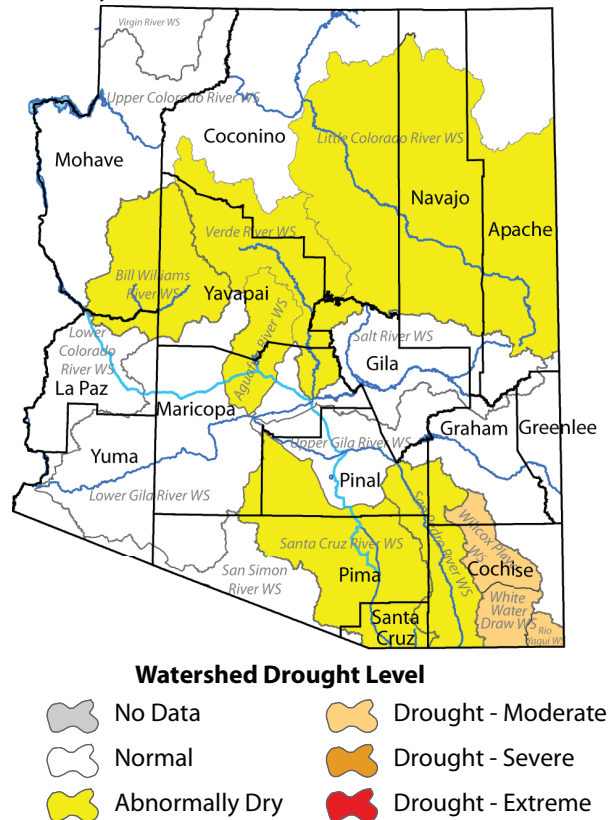 Virgin River WS
Upper Colorado River WS
Coconino
Little Colorado River WS
Mohave
Navajo
Apache
Verde River WS
Bill Williams
River WS
Yavapai
Agua Fria River WS
Lower
Colorado
River WS
Salt River WS
Gila
La Paz
Maricopa
Graham
Greenlee
Upper Gila River WS
Yuma
Pinal
Lower Gila River WS
San Pedro River WS
Willcox Playa
WS
Santa Cruz River WS
San Simon
River WS
Pima
Cochise
White
Water
Draw WS
Santa
Cruz
Rio
Yaqui WS
Watershed Drought Level
No Data
Normal
Abnormally Dry
Drought - Moderate
Drought - Severe
Drought - Extreme